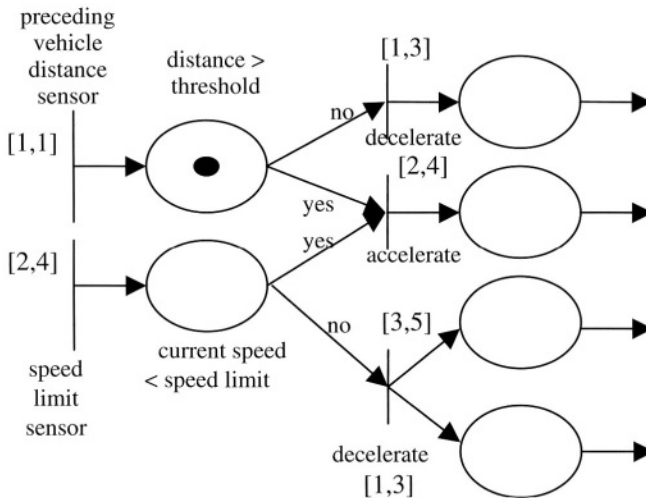 preceding
vehicle
distance
sensor
distance >
threshold
[1,3]
no
decelerate
[1,1]
[2,4]
yes
yes
accelerate
[2,4]
no
[3,5]
current speed
< speed limit
speed
limit
sensor
decelerate
[1,3]